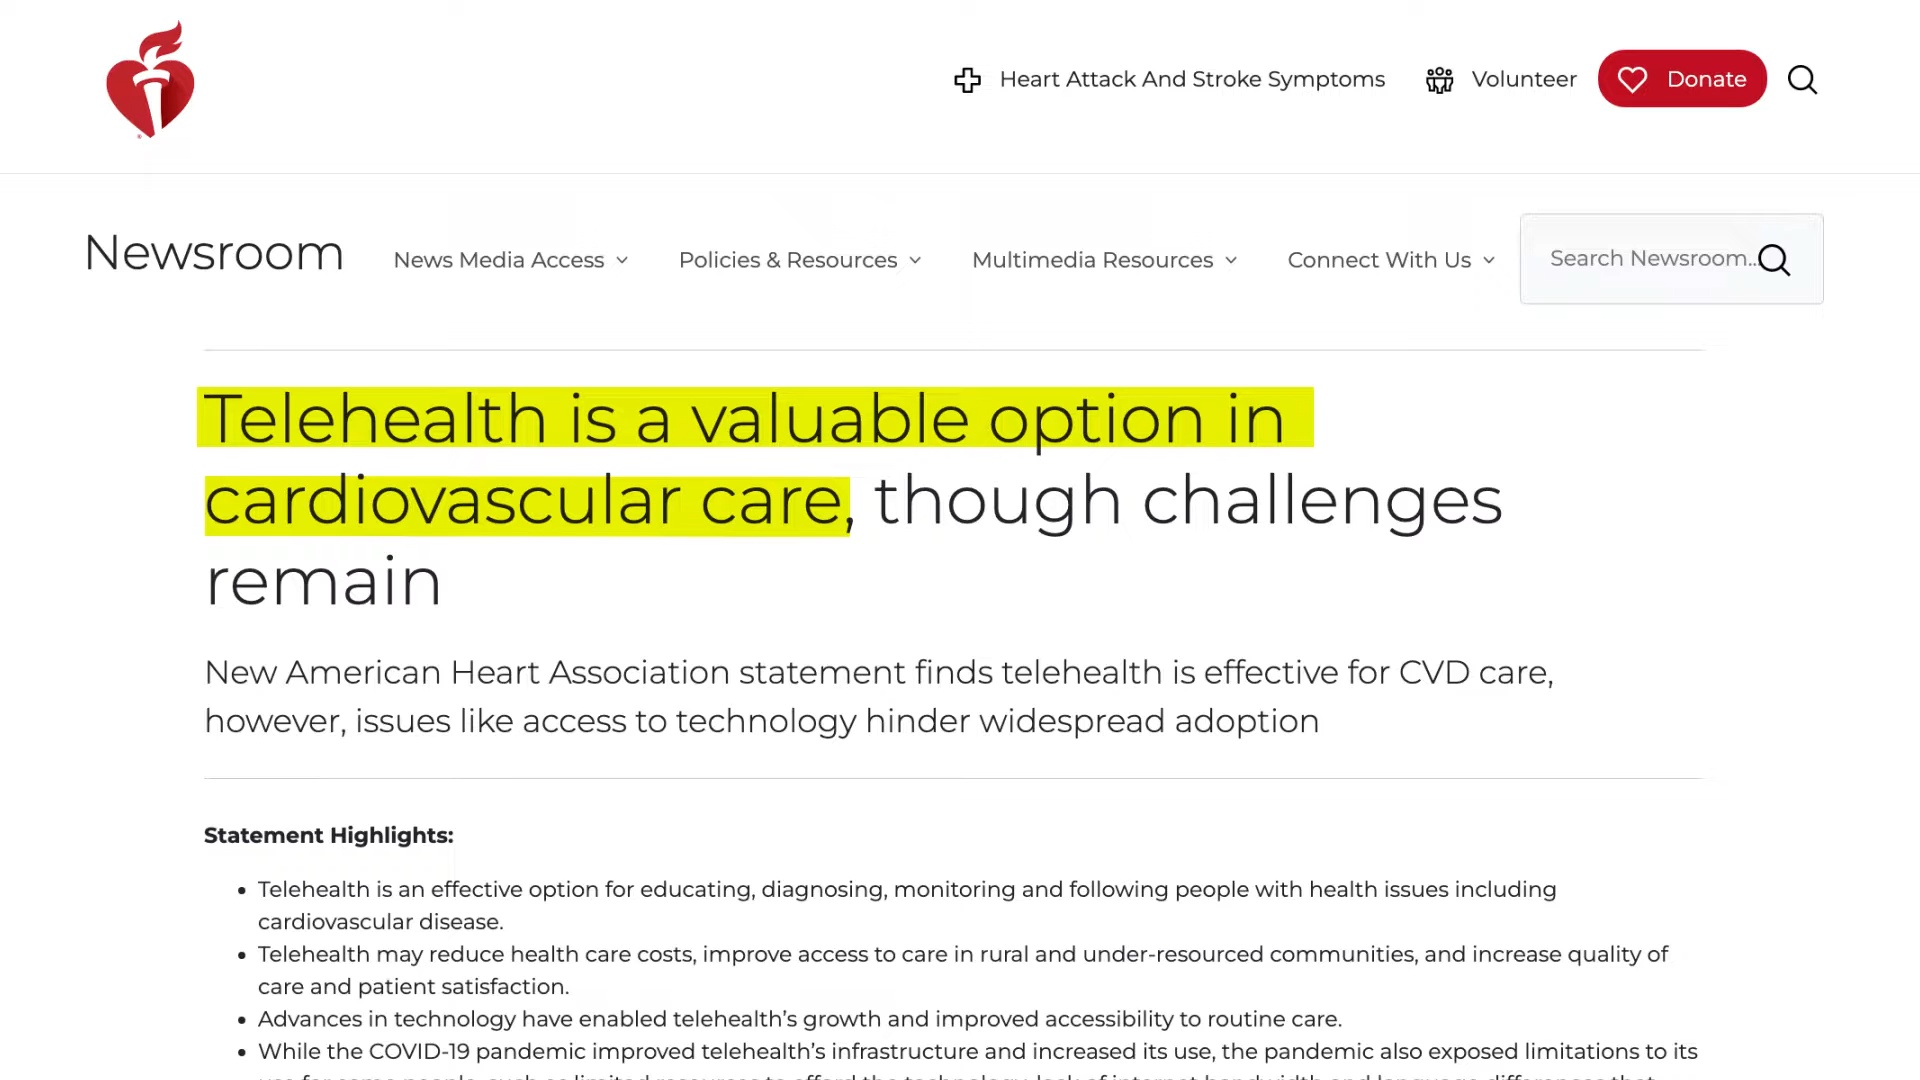 Heart Attack And Stroke Symptoms Volunteer Donate
Newsroom News Media Access Policies & Resources Multimedia Resources Connect With Us Search Newsroom...
Telehealth is a valuable option in
cardiovascular care, though challenges
remain
New American Heart Association statement finds telehealth is effective for CVD care,
however, issues like access to technology hinder widespread adoption
Statement Highlights:
• Telehealth is an effective option for educating, diagnosing, monitoring and following people with health issues including
cardiovascular disease.
• Telehealth may reduce health care costs, improve access to care in rural and under-resourced communities, and increase quality of
care and patient satisfaction.
• Advances in technology have enabled telehealth’s growth and improved accessibility to routine care.
• While the COVID-19 pandemic improved telehealth’s infrastructure and increased its use, the pandemic also exposed limitations to its